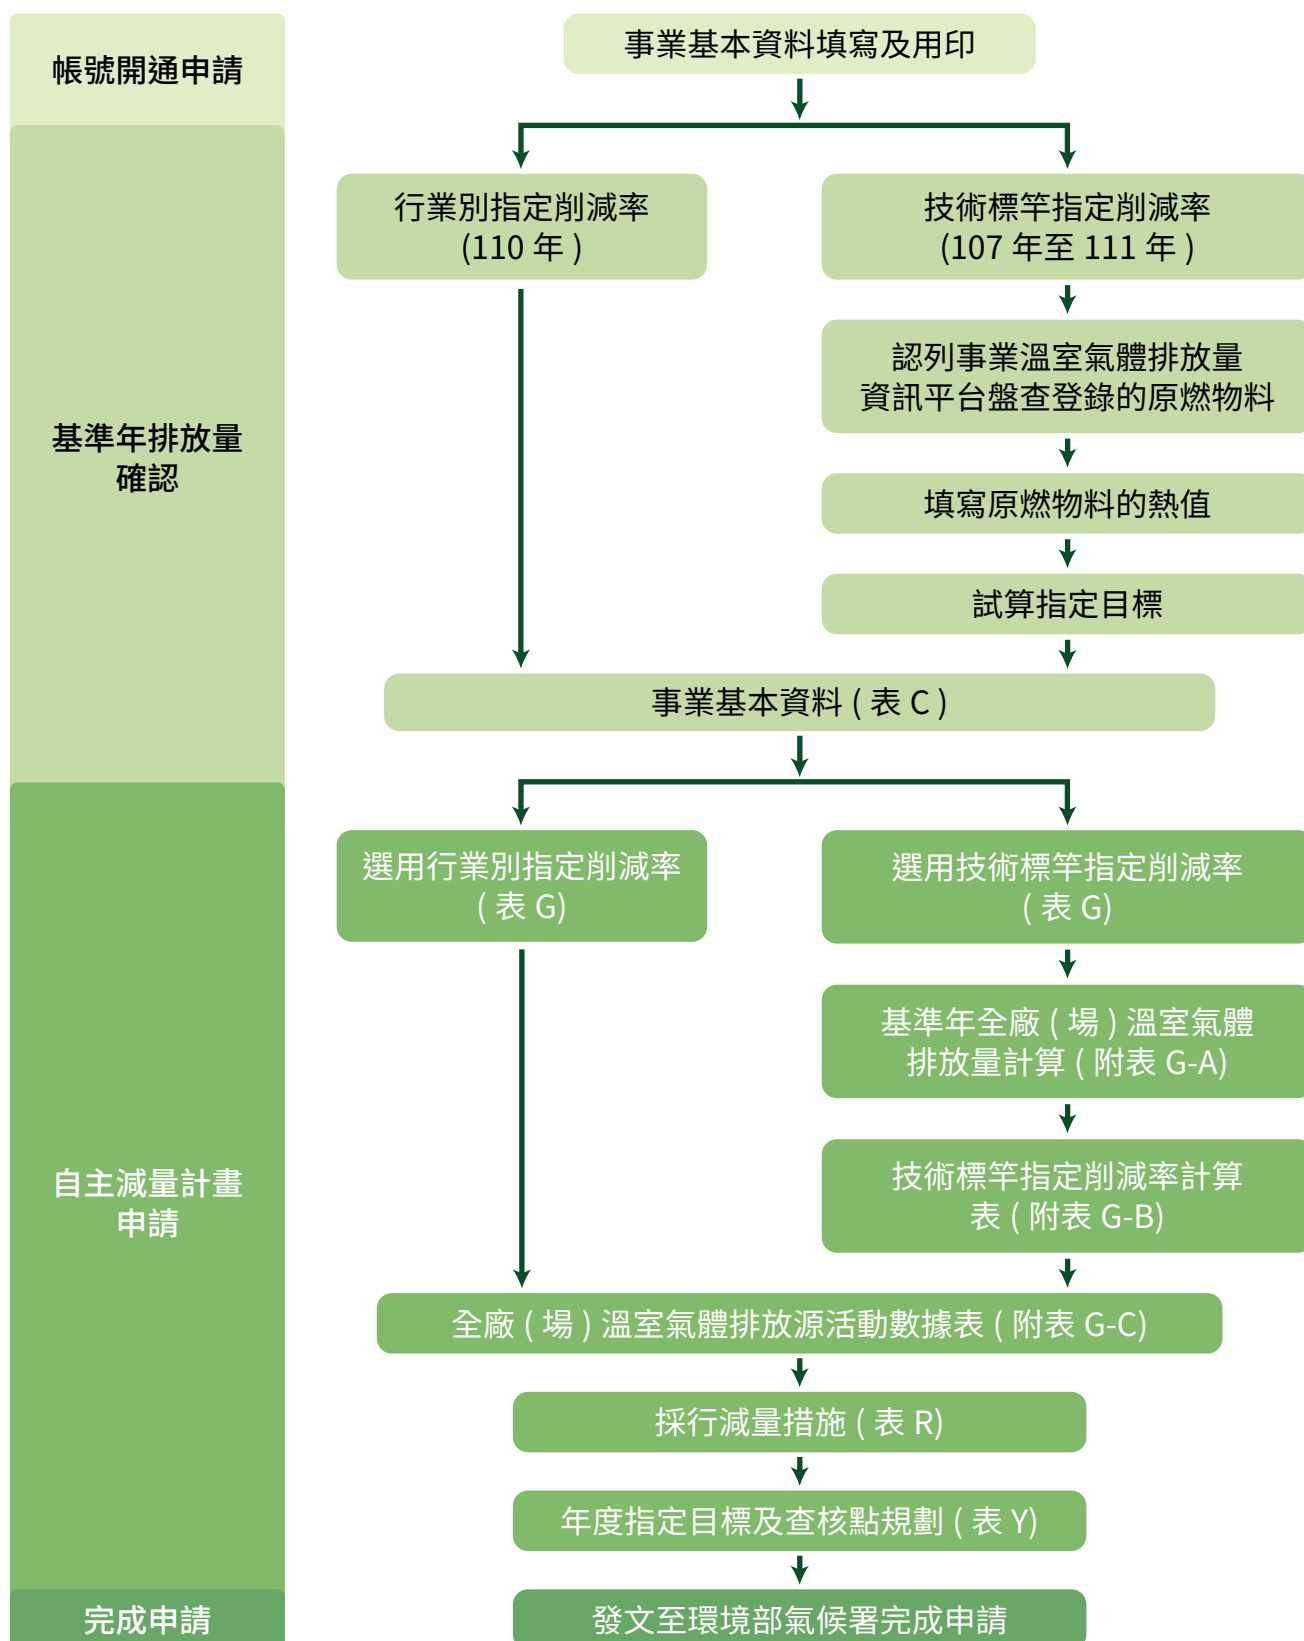 帳號開通申請
事業基本資料填寫及用印
基準年排放量
確認
行業別指定削減率
(110 年 )
技術標竿指定削減率
(107 年至 111 年 )
認列事業溫室氣體排放量
資訊平台盤查登錄的原燃物料
填寫原燃物料的熱值
試算指定目標
事業基本資料 ( 表 C )
自主減量計畫
申請
選用行業別指定削減率
( 表 G)
選用技術標竿指定削減率
( 表 G)
基準年全廠 ( 場 ) 溫室氣體
排放量計算 ( 附表 G-A)
技術標竿指定削減率計算
表 ( 附表 G-B)
全廠 ( 場 ) 溫室氣體排放源活動數據表 ( 附表 G-C)
採行減量措施 ( 表 R)
年度指定目標及查核點規劃 ( 表 Y)
完成申請
發文至環境部氣候署完成申請